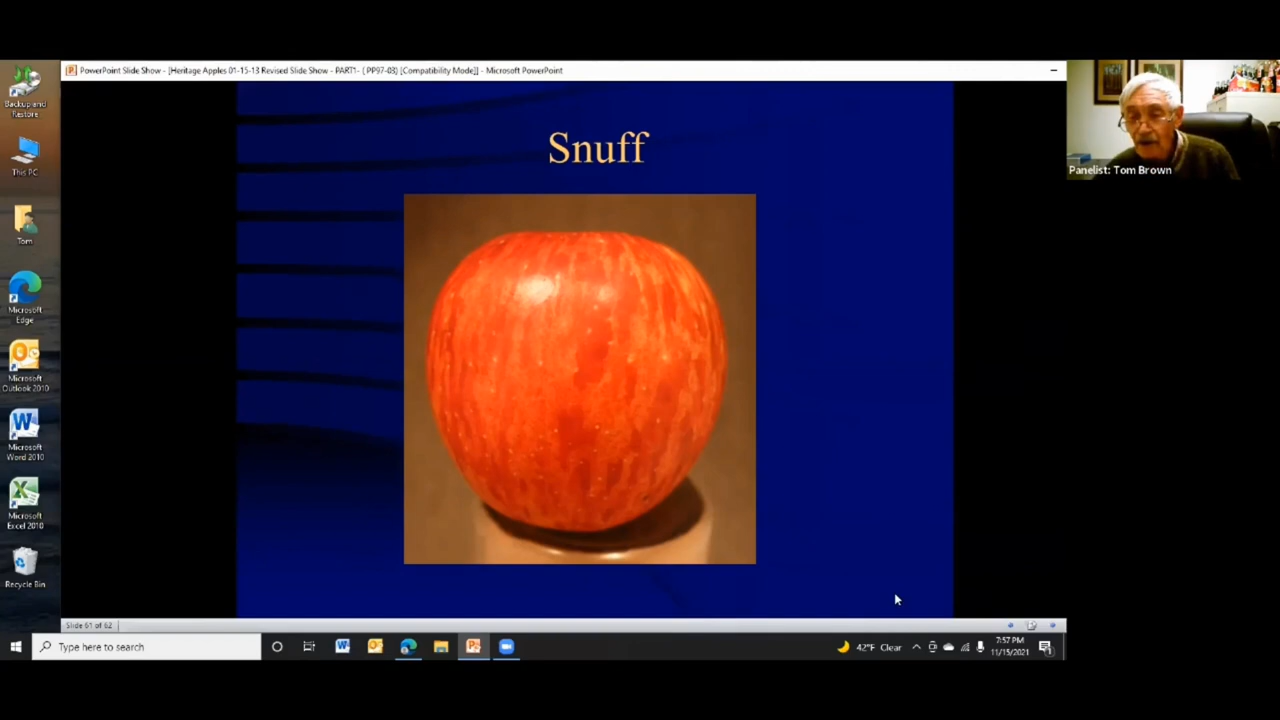 PowerPoint Slide Show - [Heritage Apples 01-15-13 Revised Slide Show - PART1- ( PP97-03) [Compatibility Mode]] - Microsoft PowerPoint
Backup and
Restore
This PC
Tom
Microsoft
Edge
Microsoft
Outlook 2010
Microsoft
Word 2010
Microsoft
Excel 2010
Recycle Bin
Snuff
Panelist: Tom Brown
Slide 61 of 62
Type here to search
42°F Clear
7:57 PM
11/15/2021